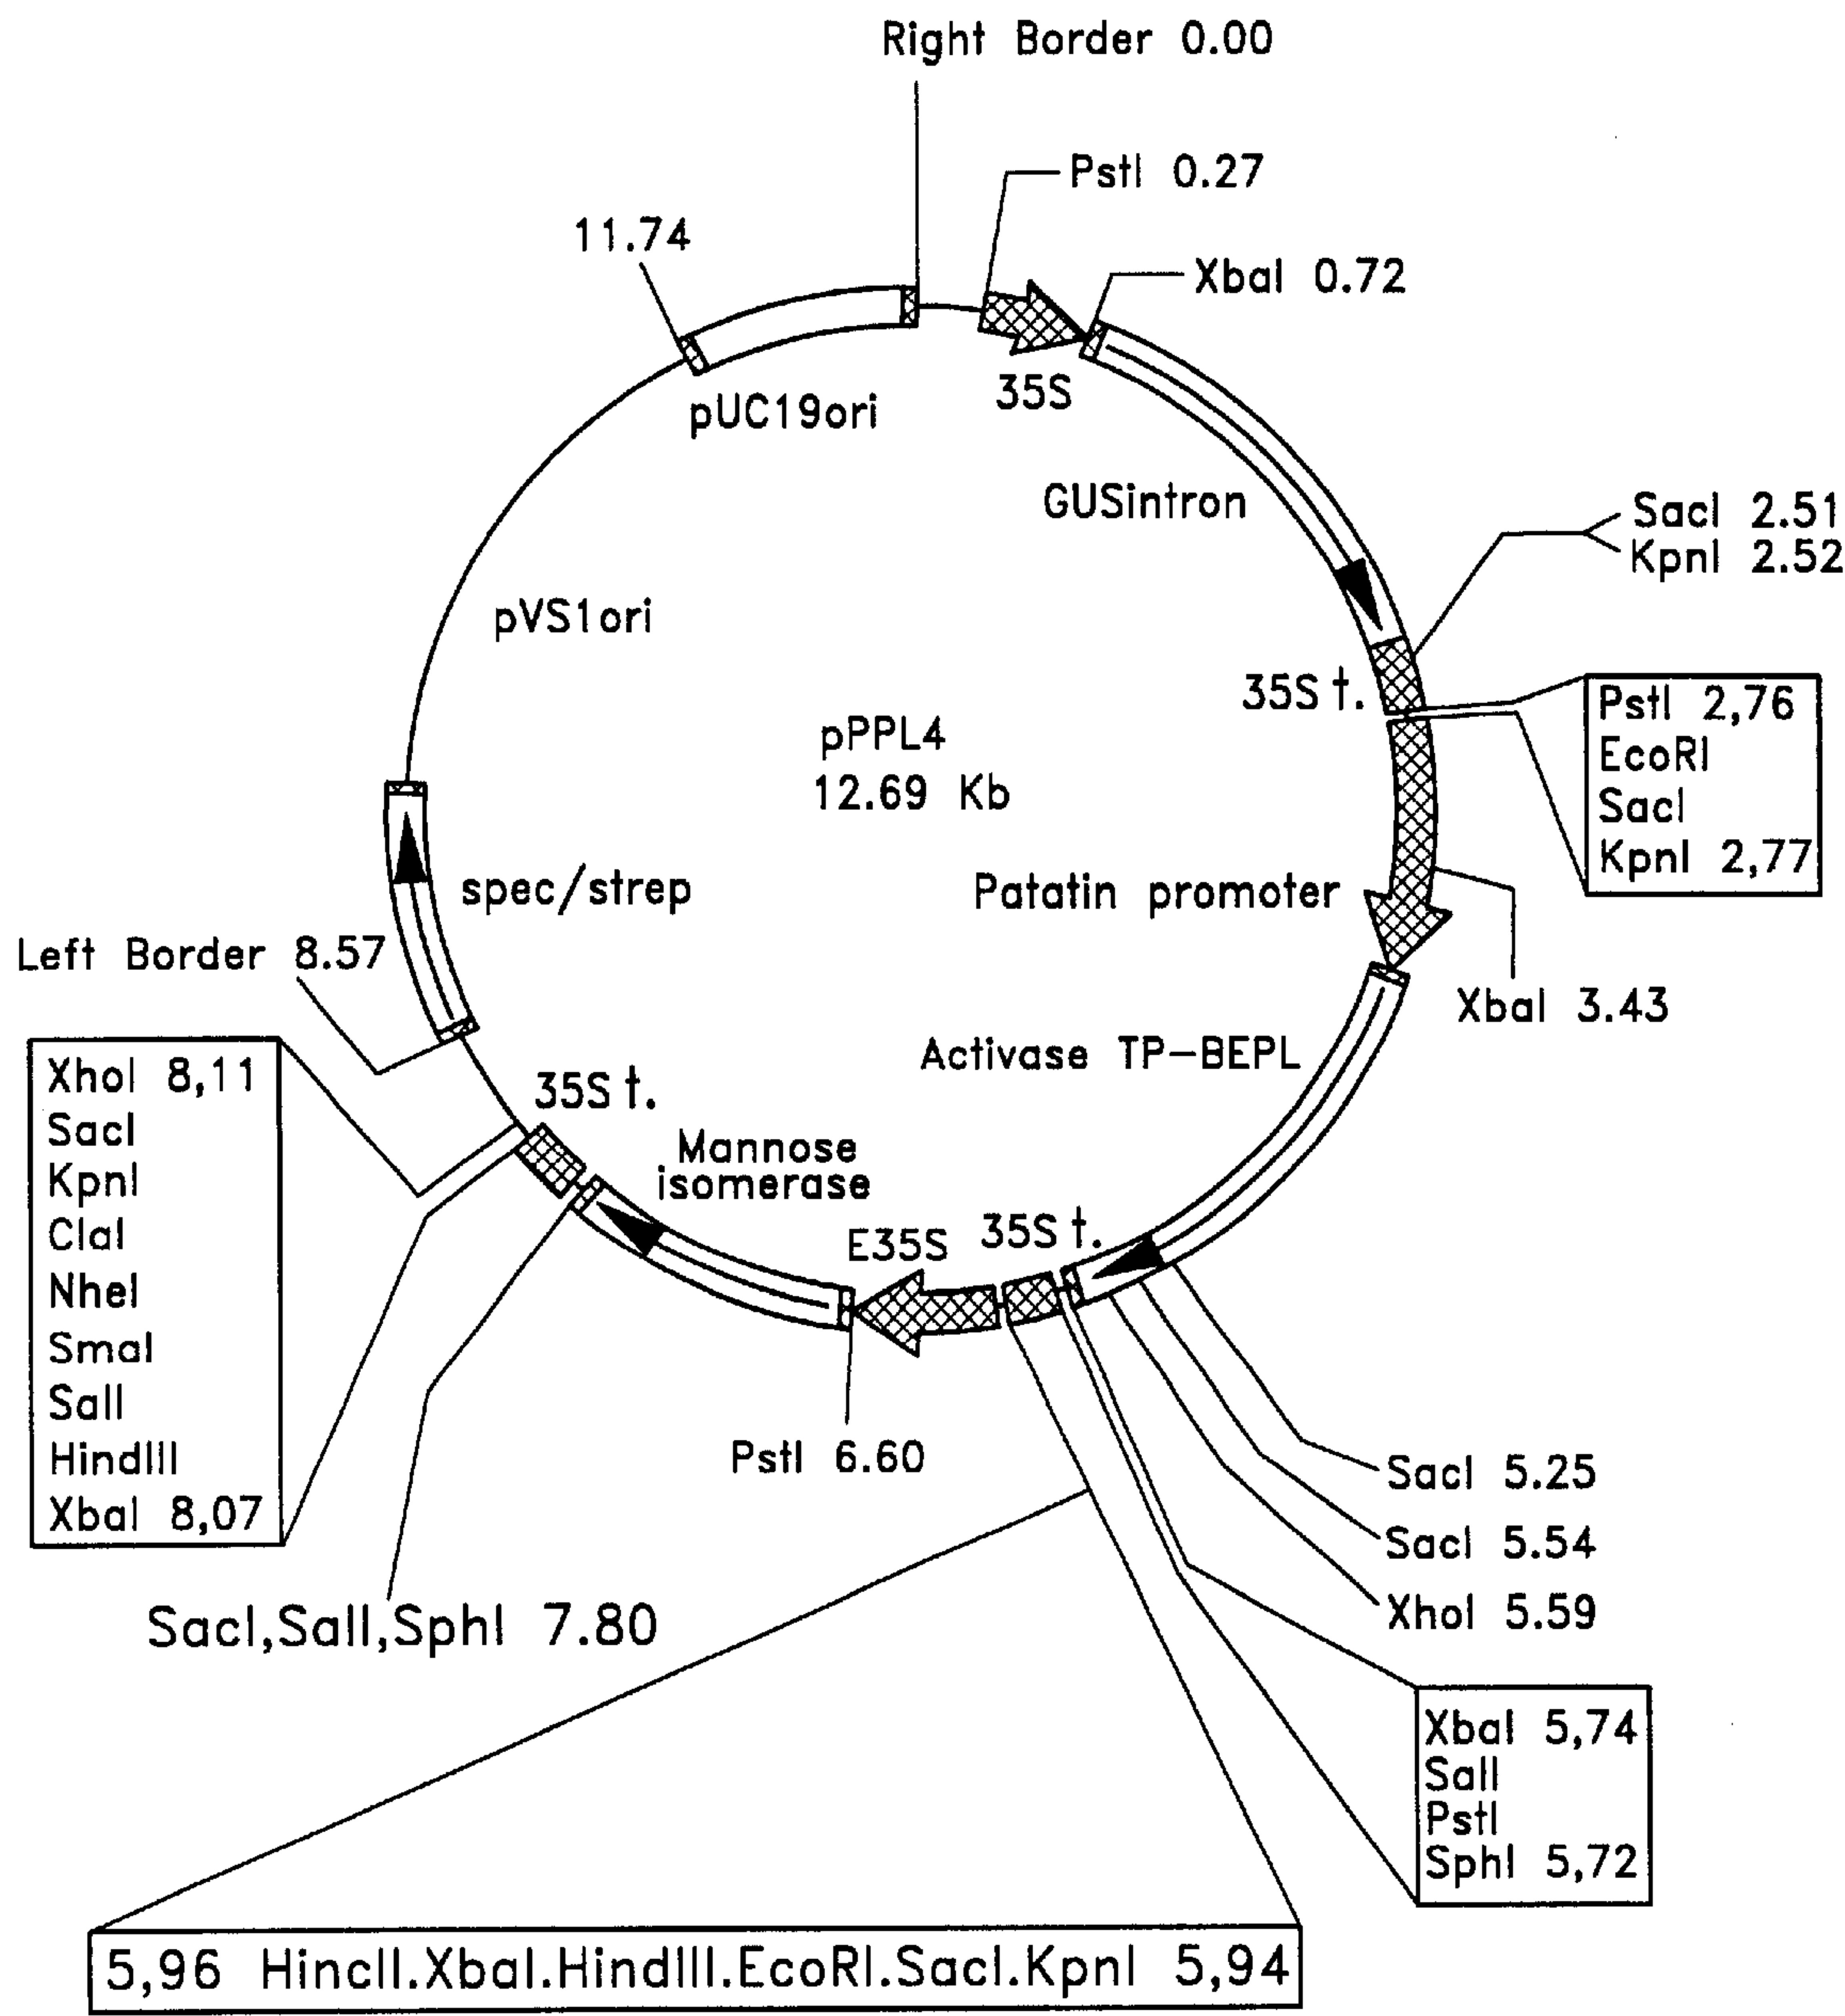 Right Border 0.00
PstI 0.27
11.74
XbaI 0.72
35S
pUC19ori
GUSintron
SacI 2.51
KpnI 2.52
pVS1ori
35S t.
PstI 2,76
EcoRI
SacI
KpnI 2,77
pPPL4
12.69 Kb
spec/strep
Patatin promoter
Left Border 8.57
XbaI 3.43
Activase TP-BEPL
XhoI 8,11
SacI
KpnI
ClaI
NheI
SmaI
SalI
HindIII
XbaI 8,07
35S t.
Mannose
isomerase
E35S
35S t.
PstI 6.60
SacI 5.25
SacI 5.54
XhoI 5.59
SacI,SalI,SphI 7.80
XbaI 5,74
SalI
PstI
SphI 5,72
5,96 HincII.XbaI.HindIII.EcoRI.SacI.KpnI 5,94